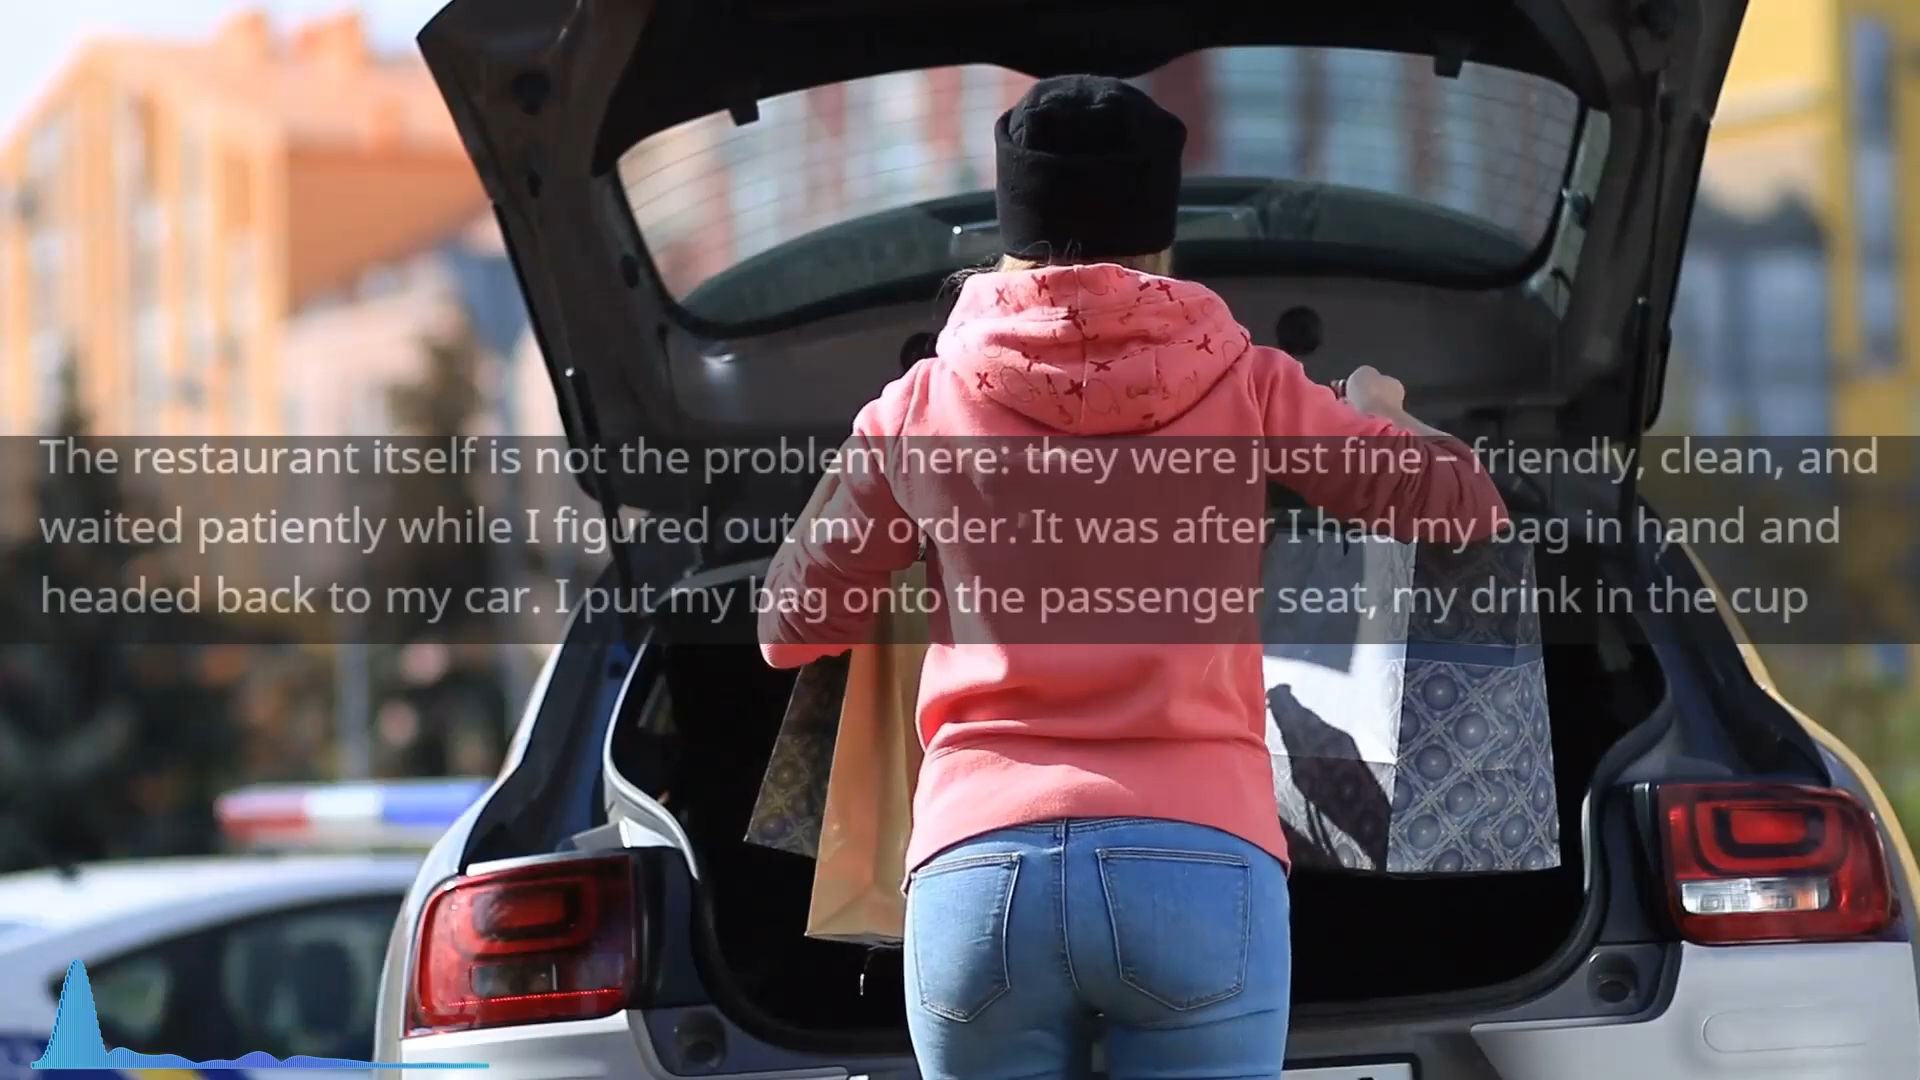 The restaurant itself is not the problem here: they were just fine – friendly, clean, and
waited patiently while I figured out my order. It was after I had my bag in hand and
headed back to my car. I put my bag onto the passenger seat, my drink in the cup